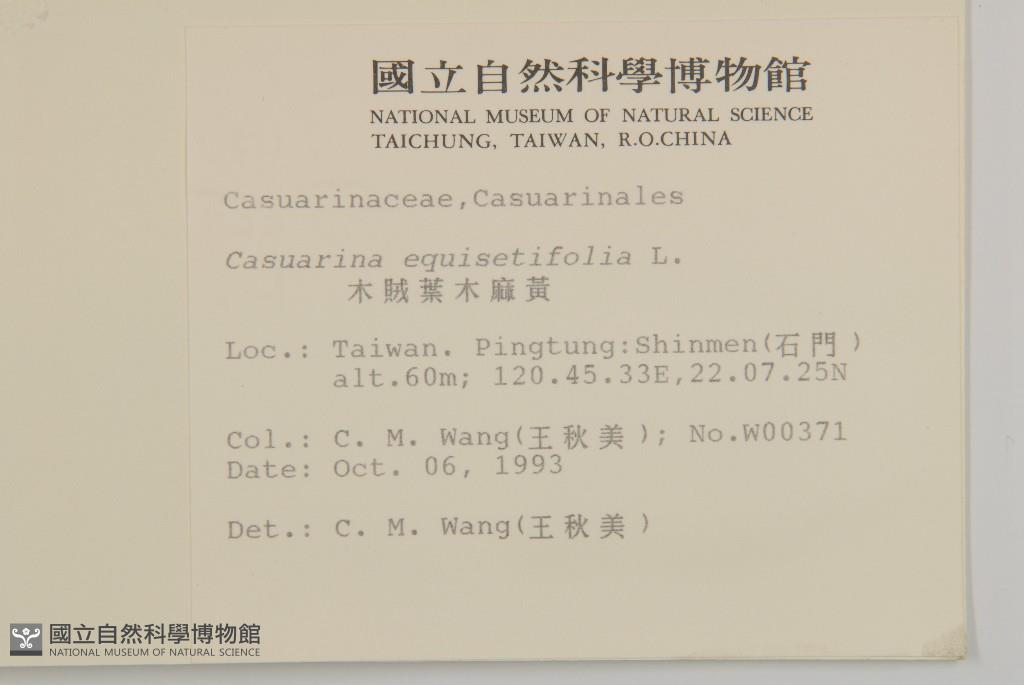 國立自然科學博物館
NATIONAL MUSEUM OF NATURAL SCIENCE
TAICHUNG, TAIWAN, R.O.CHINA
Casuarinaceae,Casuarinales
Casuarina equisetifolia L.
木賊葉木麻黃
Loc.: Taiwan. Pingtung:Shinmen(石門)
alt.60m; 120.45.33E,22.07.25N
Col.: C. M. Wang(王秋美); No.W00371
Date: Oct. 06, 1993
Det.: C. M. Wang(王秋美)
國立自然科學博物館
NATIONAL MUSEUM OF NATURAL SCIENCE